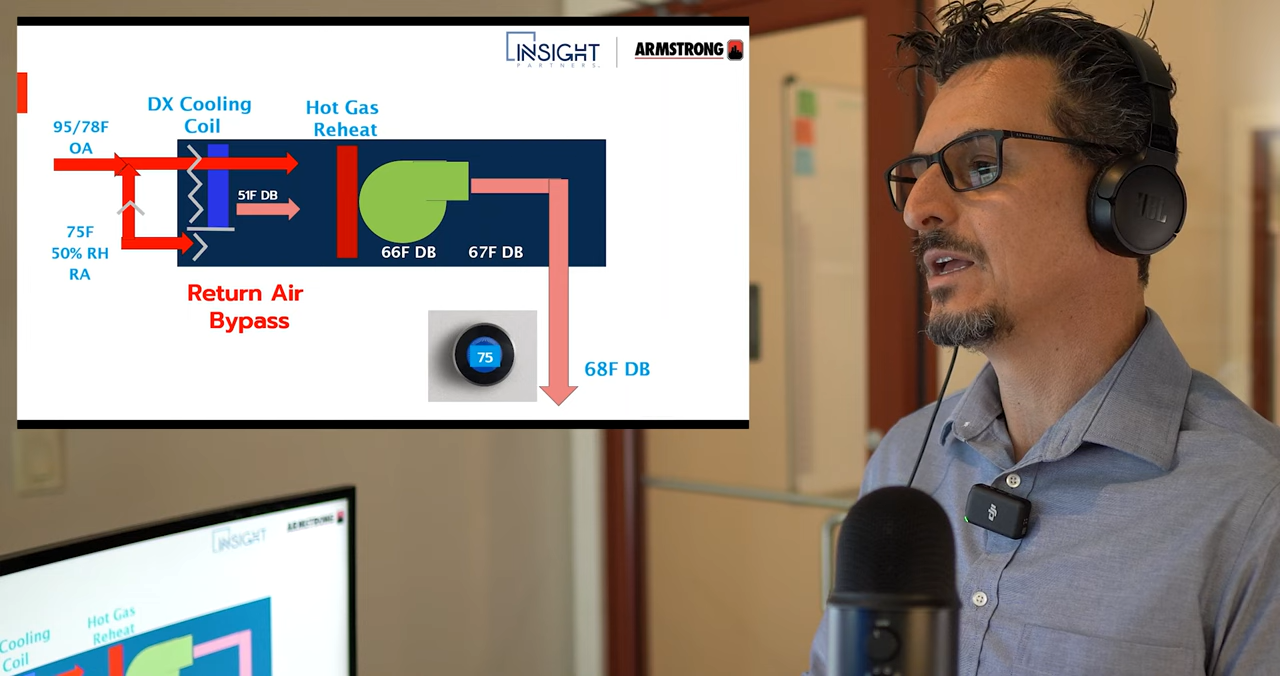 INSIGHT
PARTNERS.
ARMSTRONG
DX Cooling
Coil
Hot Gas
Reheat
95/78F
OA
51F DB
75F
50% RH
RA
66F DB
67F DB
Return Air
Bypass
75
68F DB
JBL
INSIGHT
ARMSTRONG
Hot Gas
Reheat
Cooling
Coil